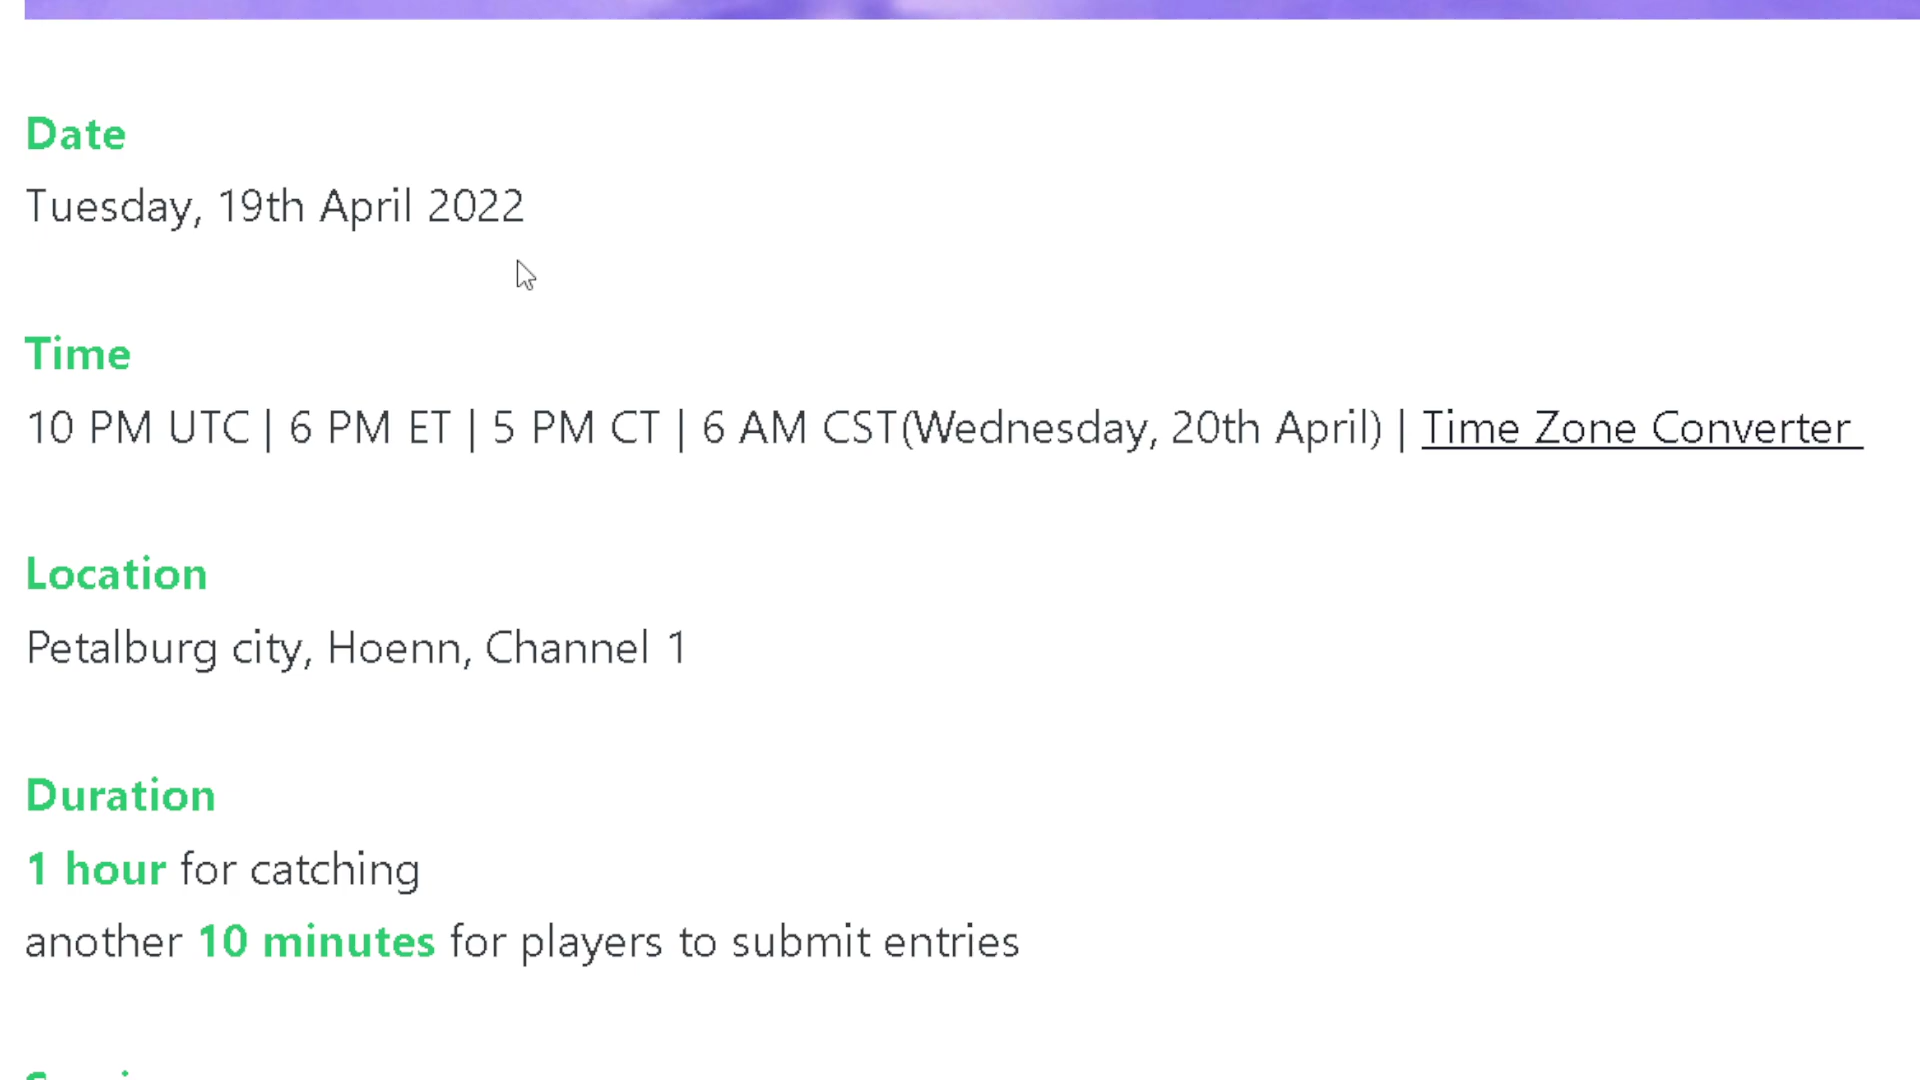 Date
Tuesday, 19th April 2022
Time
10 PM UTC | 6 PM ET | 5 PM CT | 6 AM CST(Wednesday, 20th April) | Time Zone Converter
Location
Petalburg city, Hoenn, Channel 1
Duration
1 hour for catching
another 10 minutes for players to submit entries